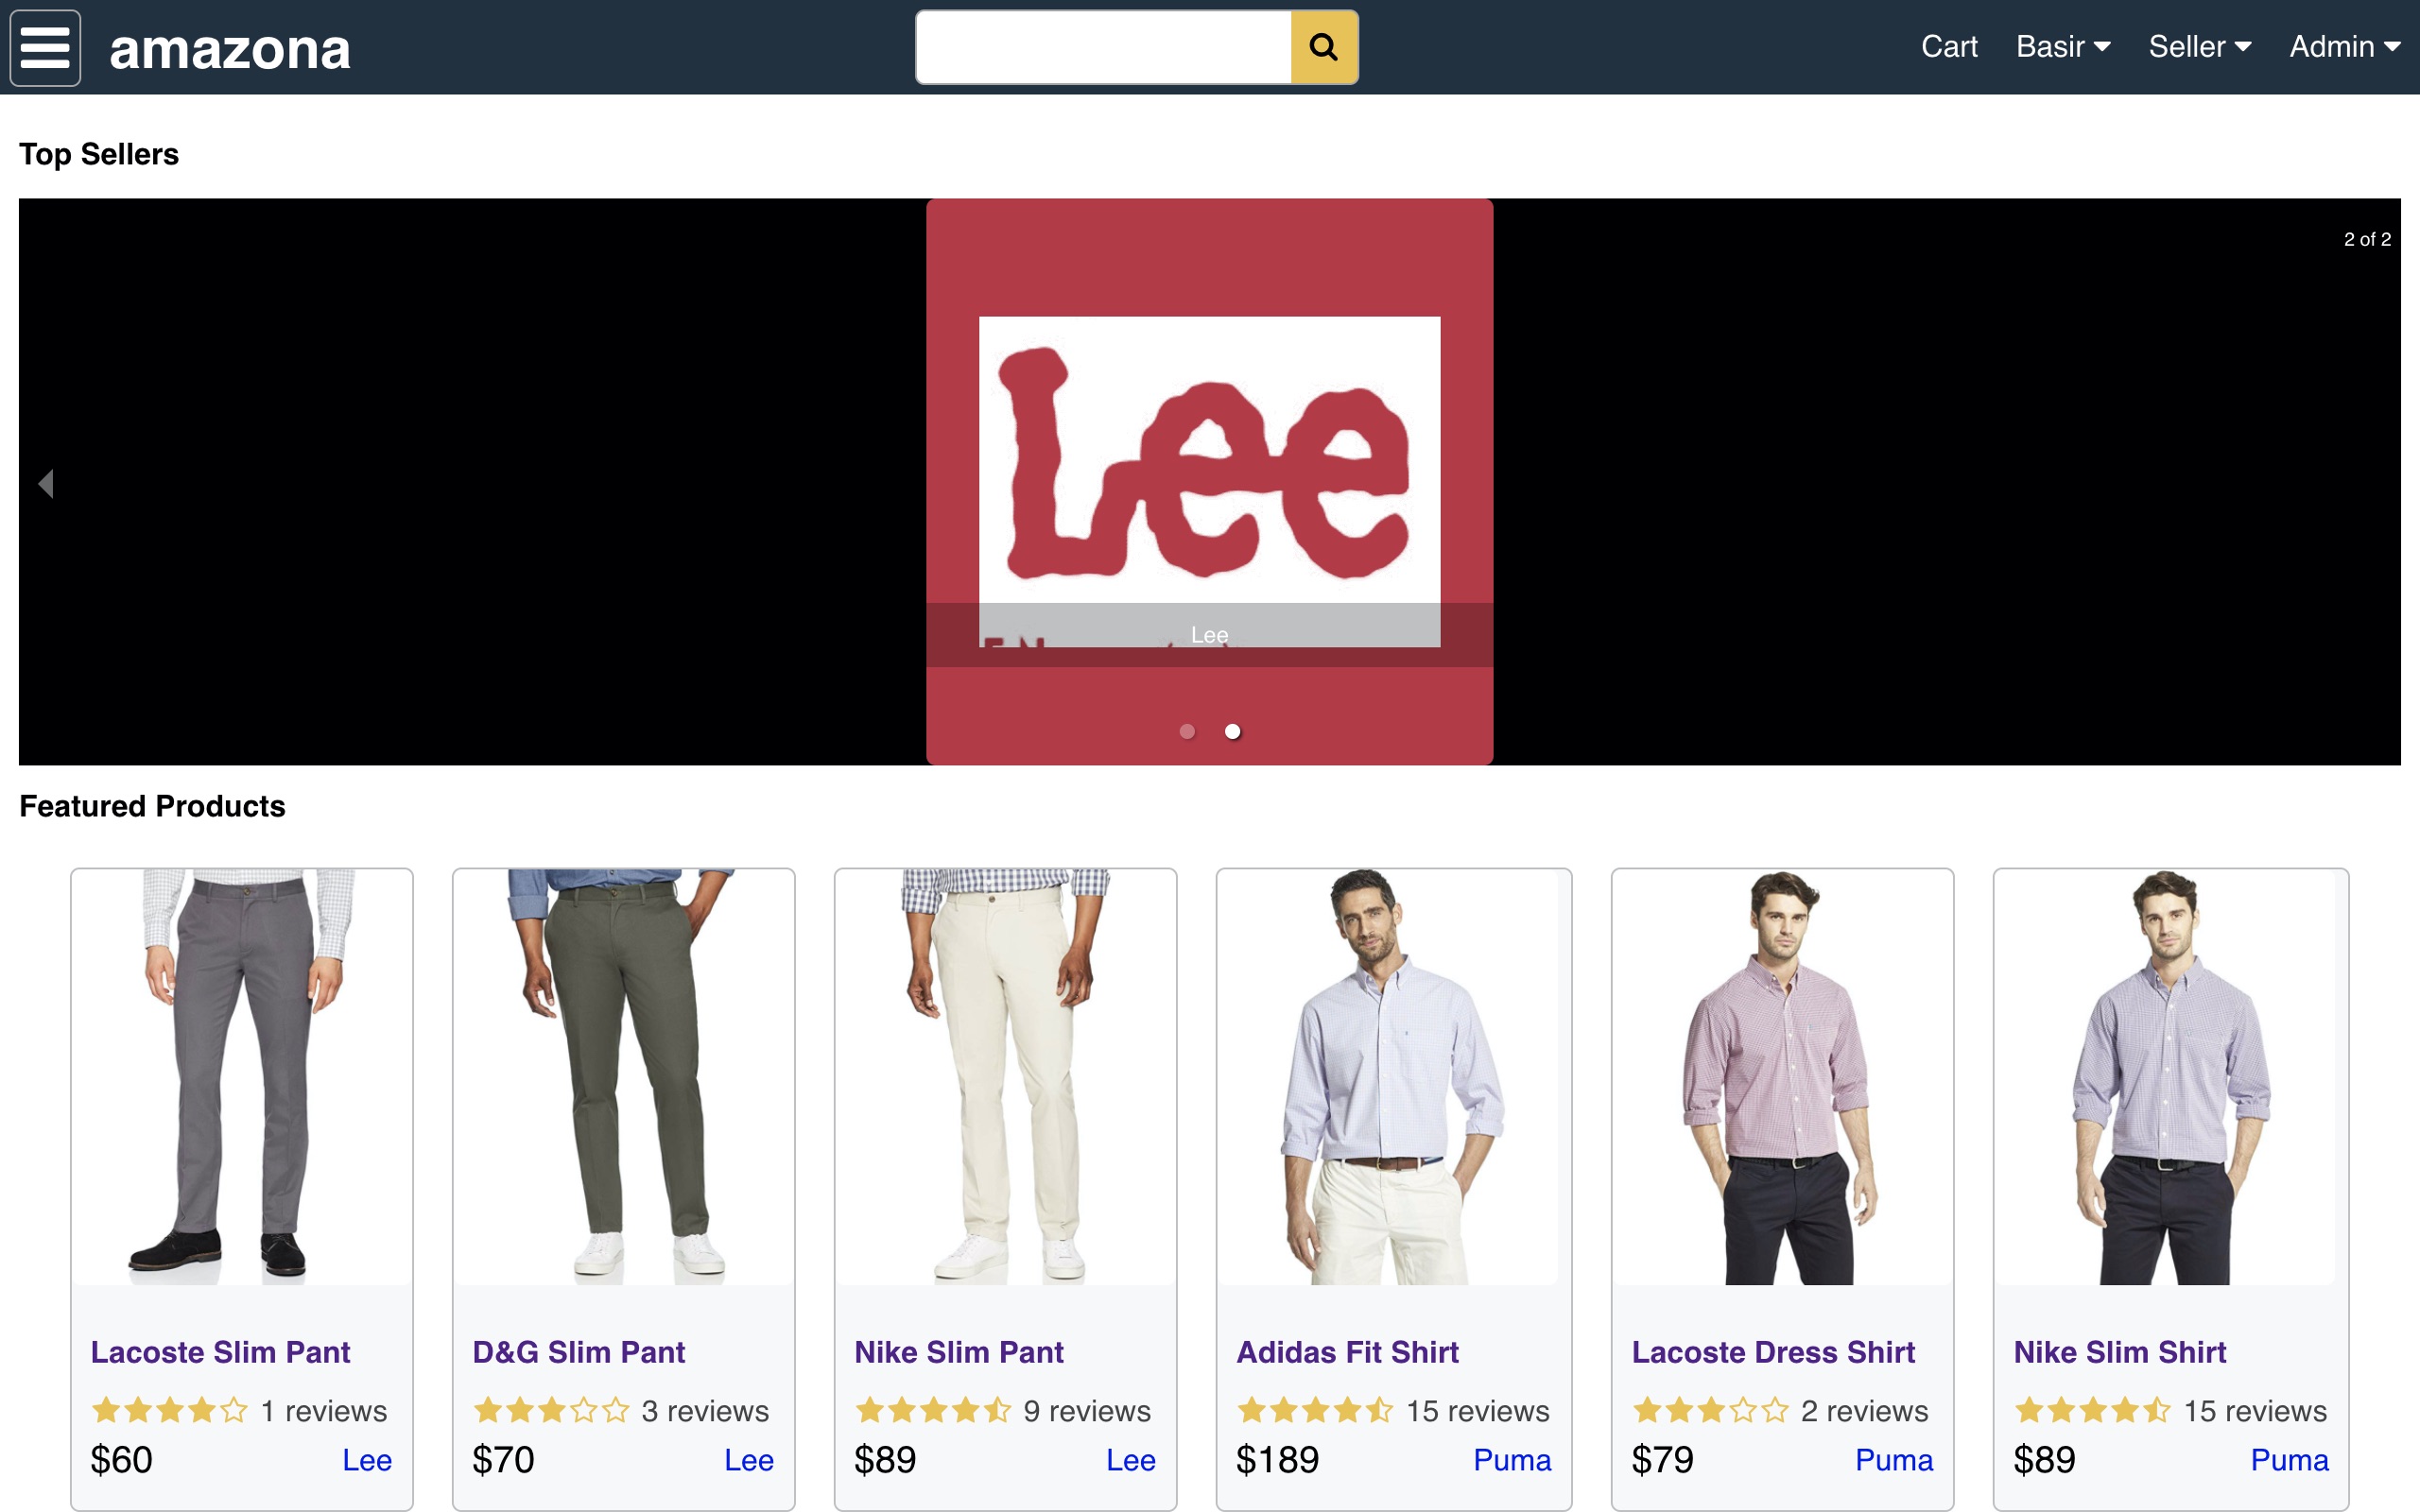 amazona
Cart Basir Seller Admin
Top Sellers
2 of 2
Lee
Lee
Featured Products
Lacoste Slim Pant
1 reviews
$60 Lee
D&G Slim Pant
3 reviews
$70 Lee
Nike Slim Pant
9 reviews
$89 Lee
Adidas Fit Shirt
15 reviews
$189 Puma
Lacoste Dress Shirt
2 reviews
$79 Puma
Nike Slim Shirt
15 reviews
$89 Puma